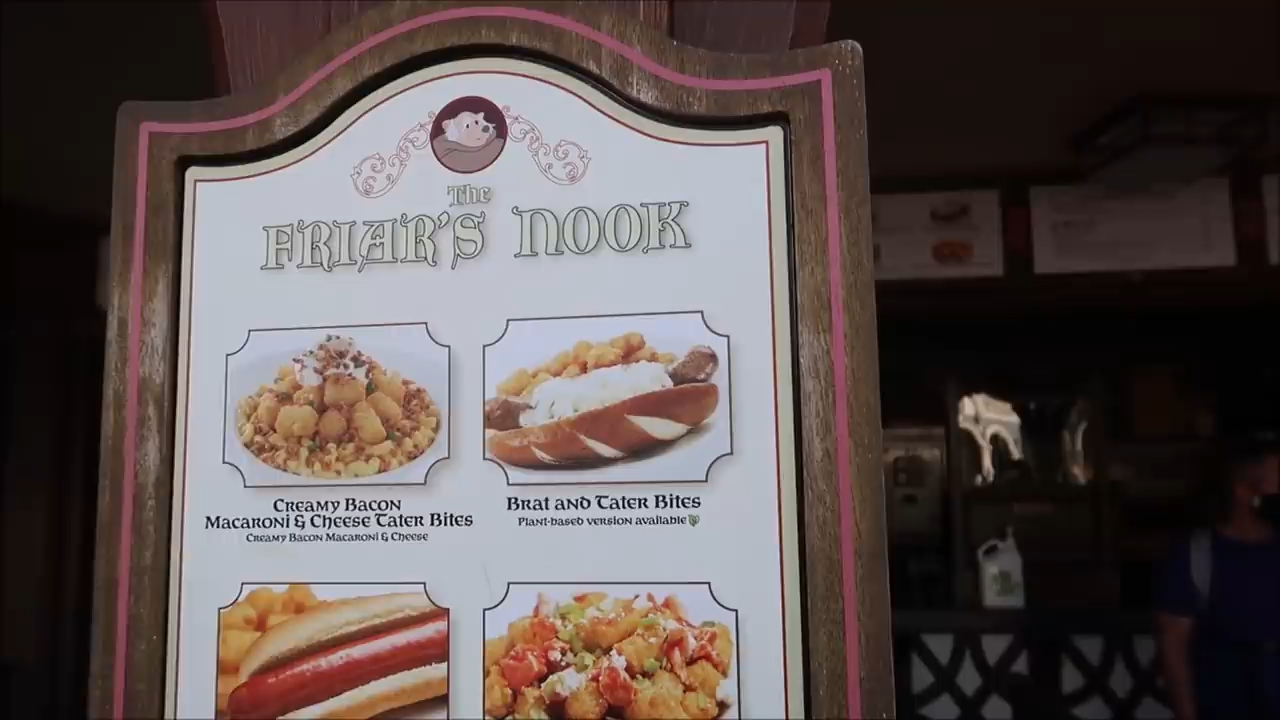 The
FRIAR'S NOOK
Creamy Bacon
Macaroni & Cheese Tater Bites
Creamy Bacon Macaroni & Cheese
Brat and Tater Bites
Plant-based version available